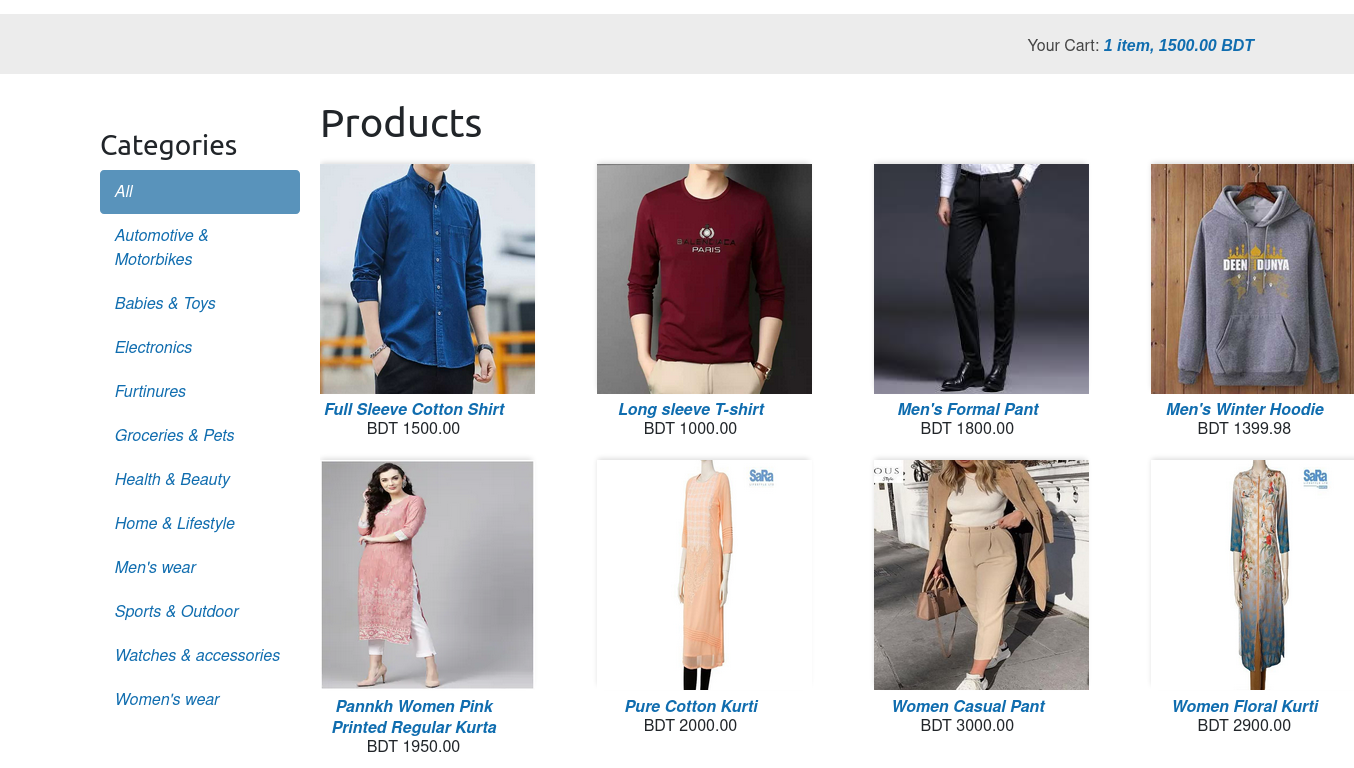 Your Cart: 1 item, 1500.00 BDT
Products
Categories
All
Automotive &
Motorbikes
Babies & Toys
Electronics
Furtinures
Groceries & Pets
Health & Beauty
Home & Lifestyle
Men's wear
Sports & Outdoor
Watches & accessories
Women's wear
BALENCIAGA
PARIS
DEEN DUNYA
Full Sleeve Cotton Shirt
BDT 1500.00
Long sleeve T-shirt
BDT 1000.00
Men's Formal Pant
BDT 1800.00
Men's Winter Hoodie
BDT 1399.98
SaRa
OUS
Style
SaRa
Pannkh Women Pink
Printed Regular Kurta
BDT 1950.00
Pure Cotton Kurti
BDT 2000.00
Women Casual Pant
BDT 3000.00
Women Floral Kurti
BDT 2900.00